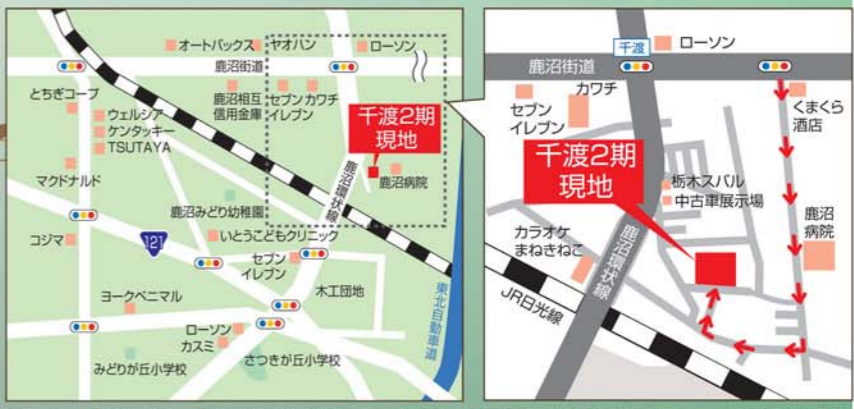 オートバックス
ヤオハン
ローソン
鹿沼街道
とちぎコープ
ウェルシア
ケンタッキー
TSUTAYA
鹿沼相互
信用金庫
セブン
イレブン
カワチ
千渡2期
現地
マクドナルド
鹿沼病院
鹿沼環状線
鹿沼みどり幼稚園
コジマ
121
いとうこどもクリニック
セブン
イレブン
木工団地
東北自動車道
ヨークベニマル
ローソン
カスミ
みどりが丘小学校
さつきが丘小学校
千渡
ローソン
鹿沼街道
セブン
イレブン
カワチ
くまくら
酒店
千渡2期
現地
栃木スバル
中古車展示場
カラオケ
まねきねこ
鹿沼環状線
鹿沼
病院
JR日光線